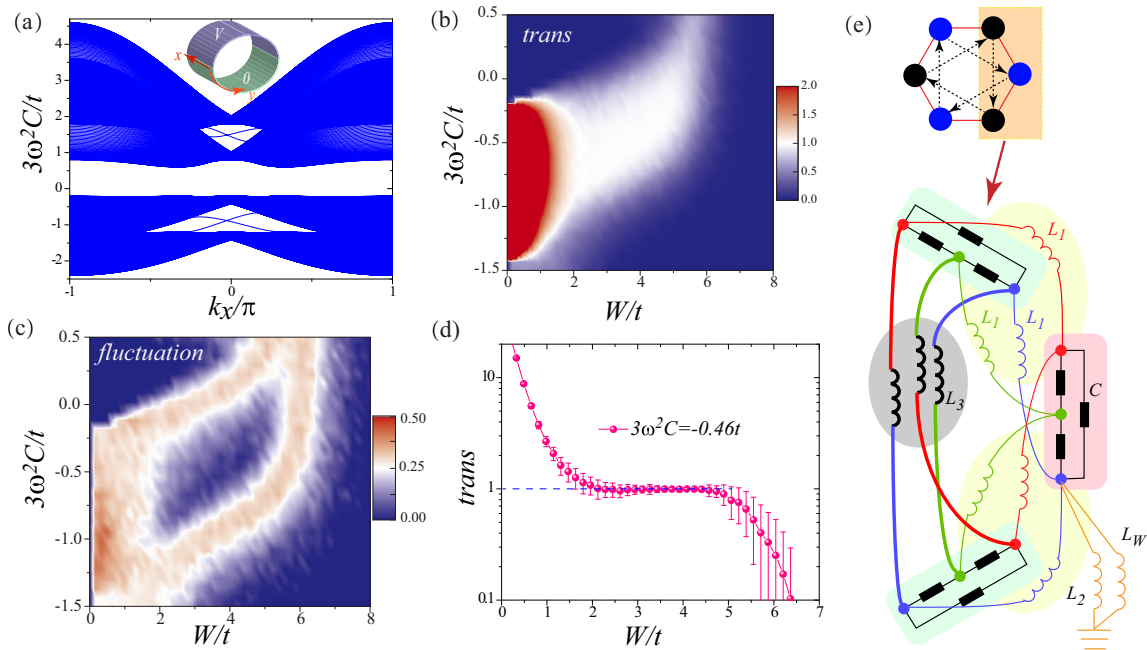 (a)
3ω²C/t
4
3
2
1
0
-1
-2
-1
0
1
kx/π
V
x
0
y
(b)
trans
3ω²C/t
0.5
0.0
-0.5
-1.0
-1.5
0
2
4
6
8
W/t
2.0
1.5
1.0
0.5
0.0
(c)
fluctuation
3ω²C/t
0.5
0.0
-0.5
-1.0
-1.5
0
2
4
6
8
W/t
0.50
0.25
0.00
(d)
trans
10
1
0.1
3ω²C=-0.46t
0
1
2
3
4
5
6
7
W/t
(e)
L1
L1
L1
L3
C
L2
LW